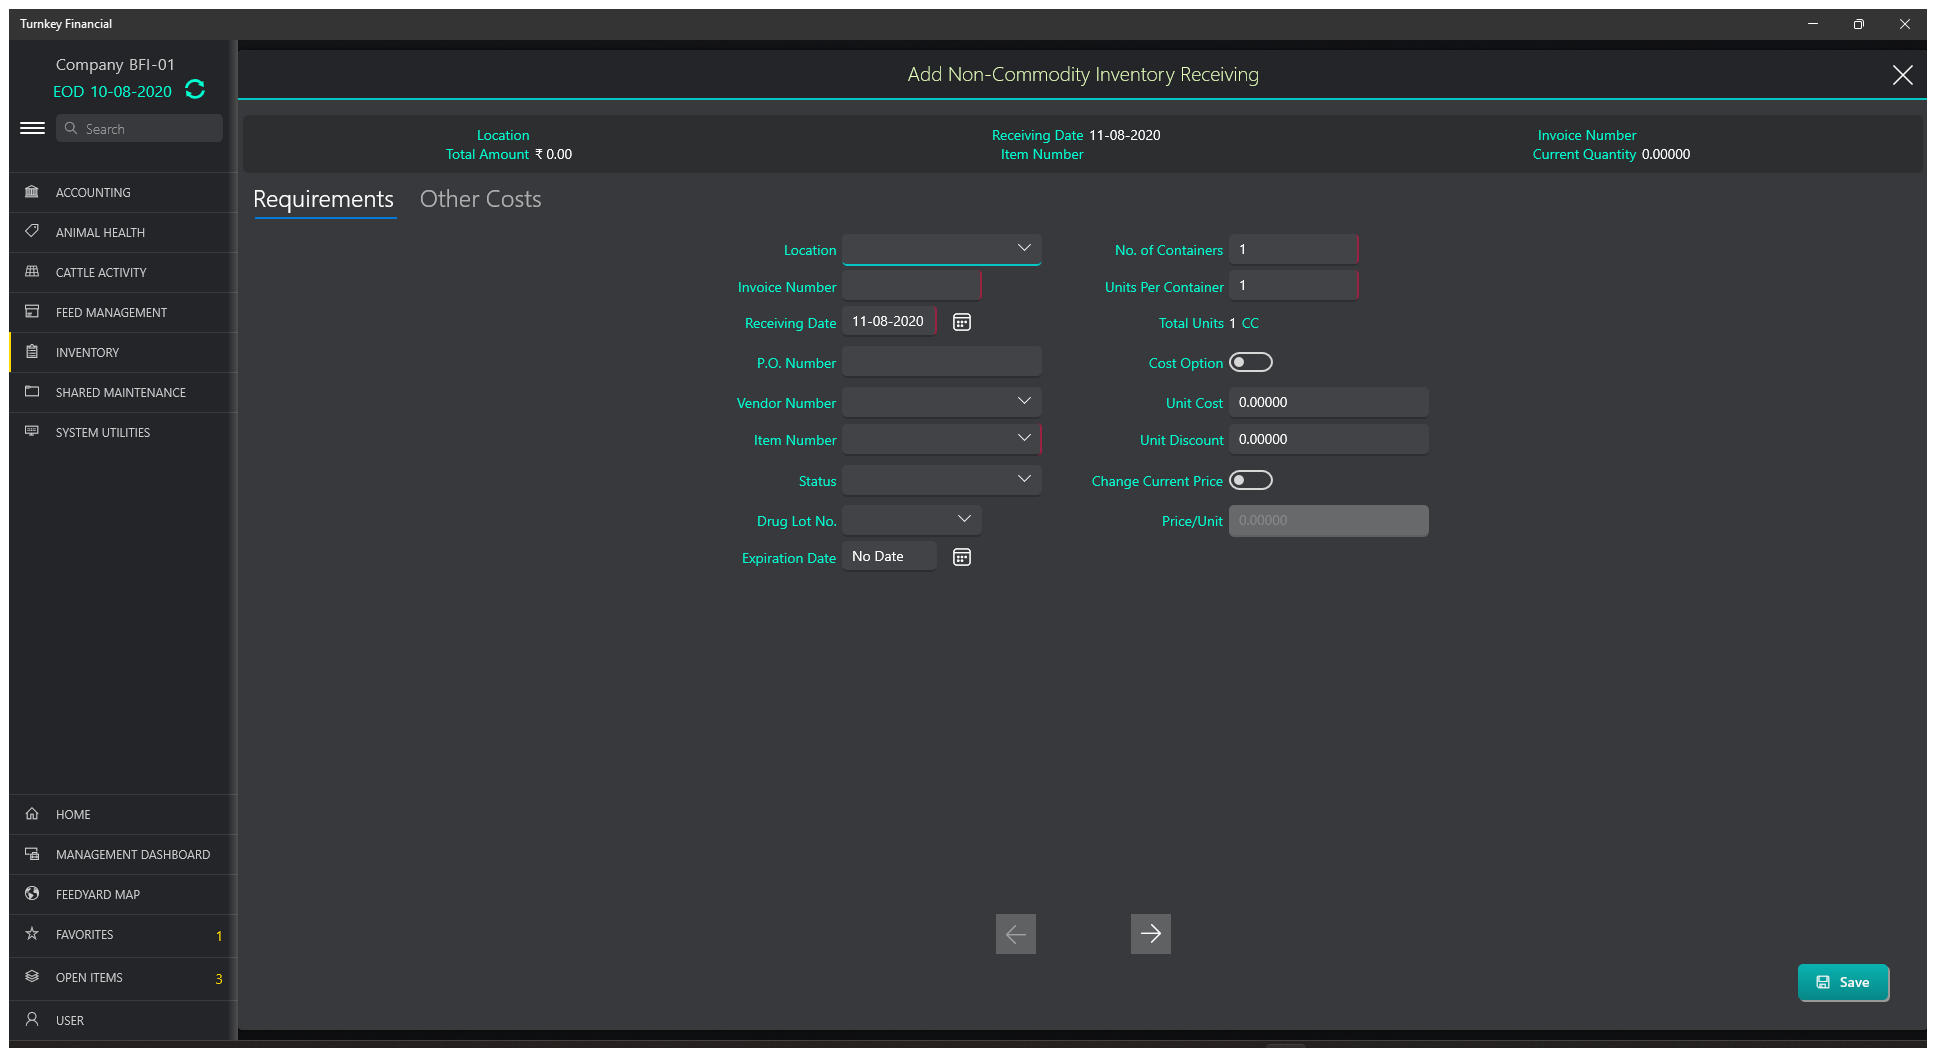 Turnkey Financial
Company BFI-01
EOD 10-08-2020
Search
ACCOUNTING
ANIMAL HEALTH
CATTLE ACTIVITY
FEED MANAGEMENT
INVENTORY
SHARED MAINTENANCE
SYSTEM UTILITIES
HOME
MANAGEMENT DASHBOARD
FEEDYARD MAP
FAVORITES 1
OPEN ITEMS 3
USER
Add Non-Commodity Inventory Receiving
Location
Total Amount ₹ 0.00
Receiving Date 11-08-2020
Item Number
Invoice Number
Current Quantity 0.00000
Requirements Other Costs
Location
Invoice Number
Receiving Date 11-08-2020
P.O. Number
Vendor Number
Item Number
Status
Drug Lot No.
Expiration Date No Date
No. of Containers 1
Units Per Container 1
Total Units 1 CC
Cost Option
Unit Cost 0.00000
Unit Discount 0.00000
Change Current Price
Price/Unit 0.00000
Save